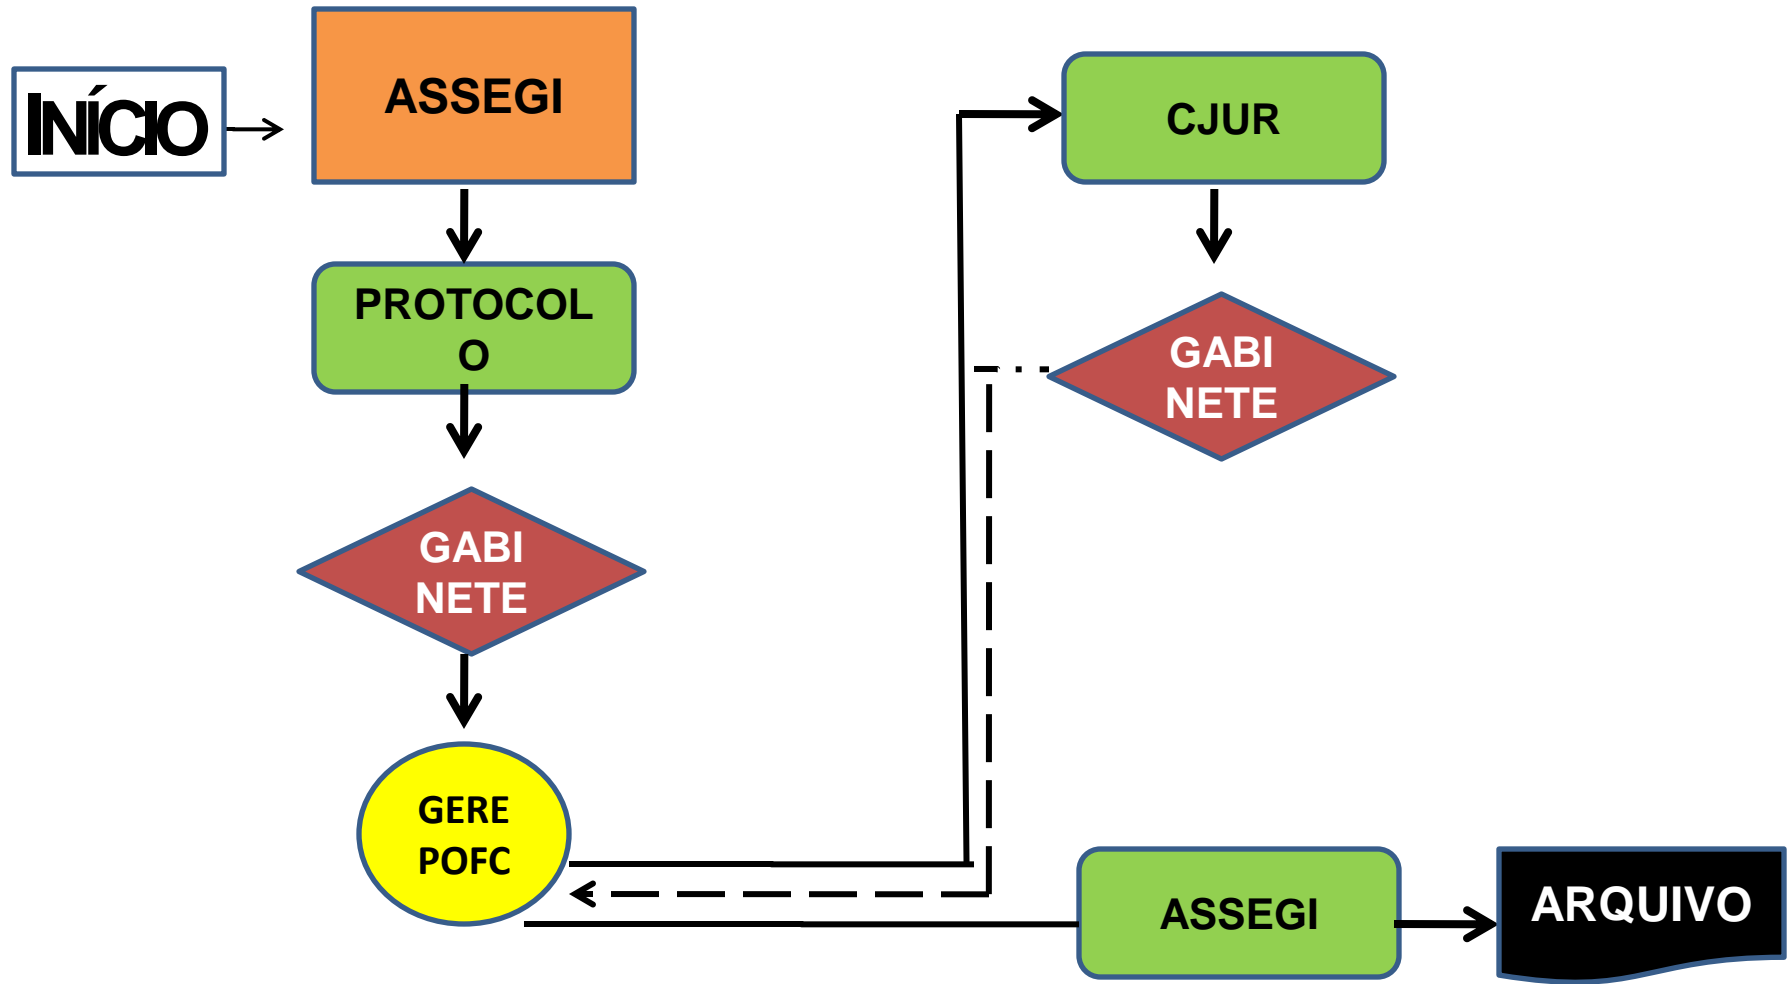 INÍCIO
ASSEGI
PROTOCOL
O
GABI
NETE
GERE
POFC
CJUR
GABI
NETE
ASSEGI
ARQUIVO